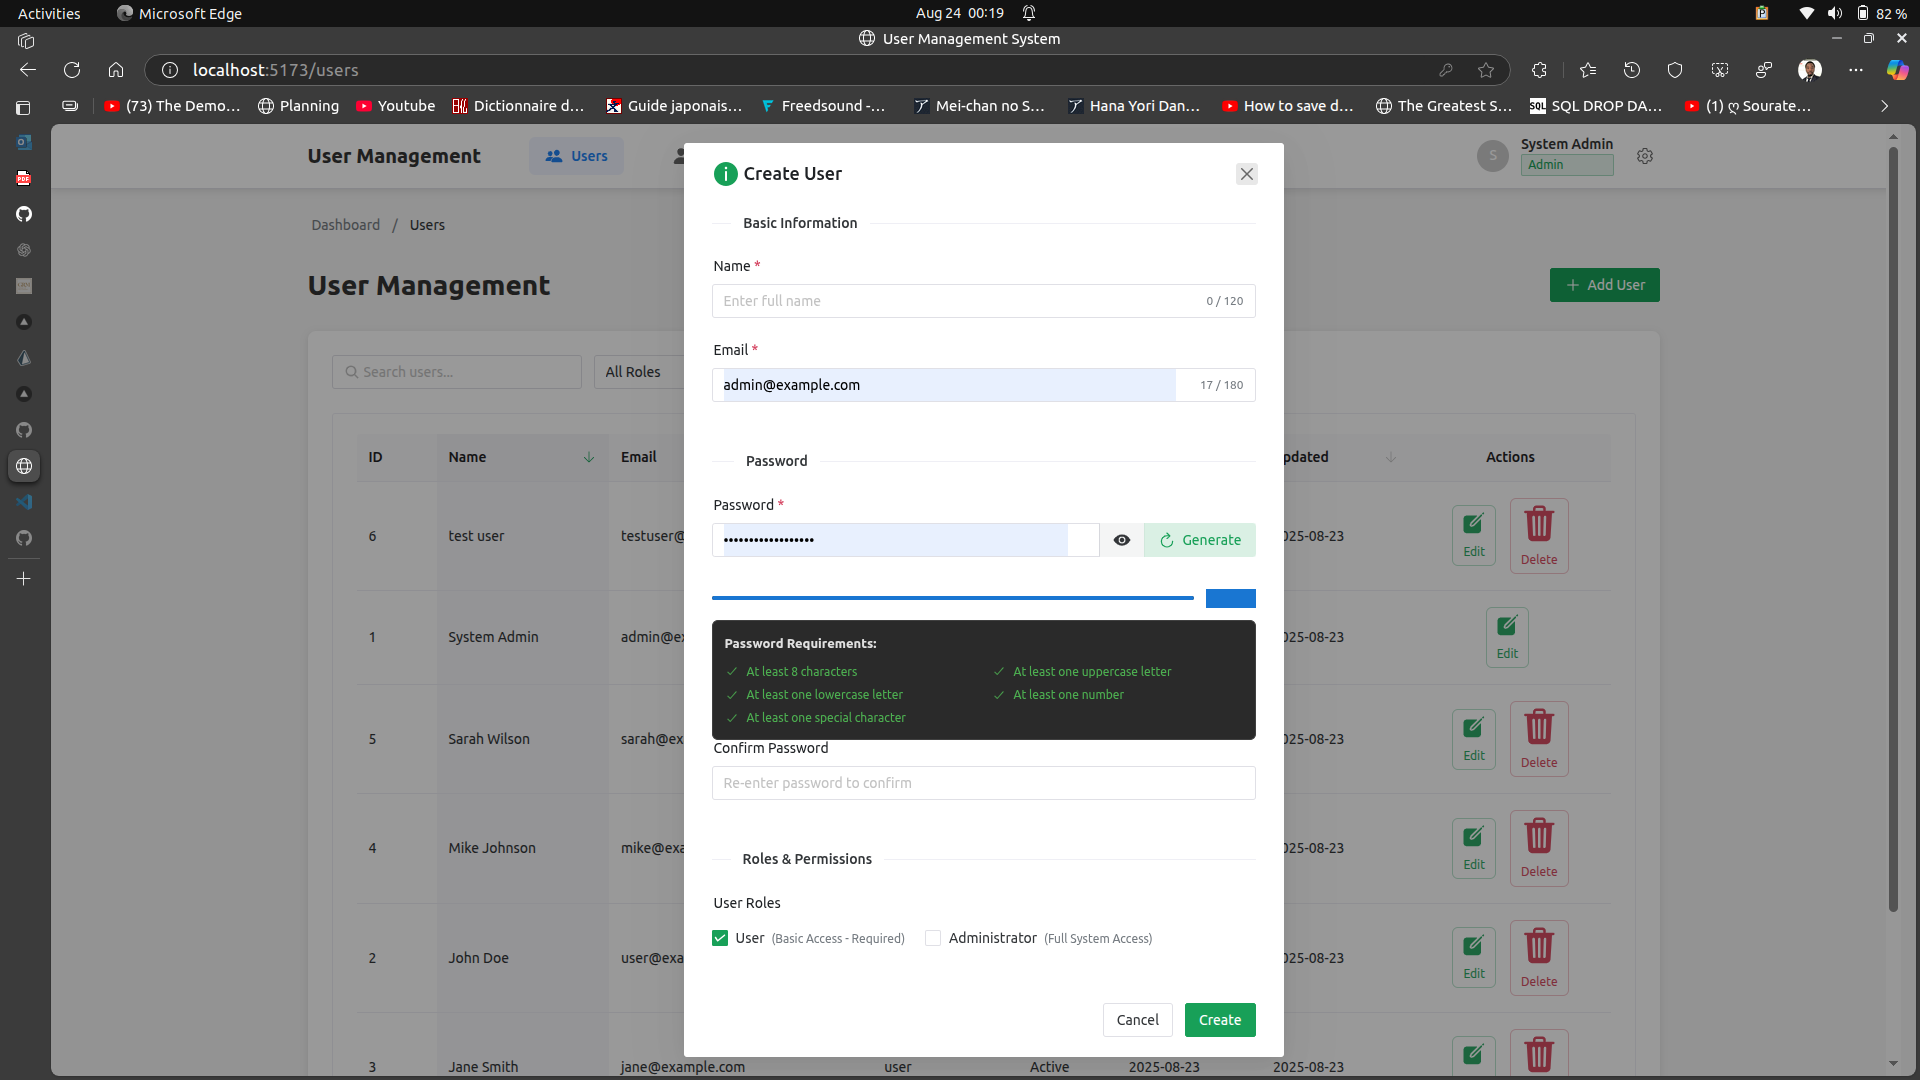 Activities
Microsoft Edge
Aug 24 00:19
82 %
User Management System
localhost:5173/users
(73) The Demo...
Planning
Youtube
Dictionnaire d...
Guide japonais...
Freedsound -...
Mei-chan no S...
Hana Yori Dan...
How to save d...
The Greatest S...
SQL DROP DA...
(1) ღ Sourate...
User Management
Users
S
System Admin
Admin
Dashboard / Users
User Management
+ Add User
Search users...
All Roles
ID Name Email pdated Actions
6 test user testuser@ 025-08-23 Edit Delete
1 System Admin admin@ex 025-08-23 Edit
5 Sarah Wilson sarah@ex 025-08-23 Edit Delete
4 Mike Johnson mike@exa 025-08-23 Edit Delete
2 John Doe user@exa 025-08-23 Edit Delete
3 Jane Smith jane@example.com user Active 2025-08-23 2025-08-23
Create User
Basic Information
Name *
Enter full name 0 / 120
Email *
admin@example.com 17 / 180
Password
Password *
••••••••••••••••••
Generate
Password Requirements:
At least 8 characters
At least one uppercase letter
At least one lowercase letter
At least one number
At least one special character
Confirm Password
Re-enter password to confirm
Roles & Permissions
User Roles
User (Basic Access - Required)
Administrator (Full System Access)
Cancel
Create